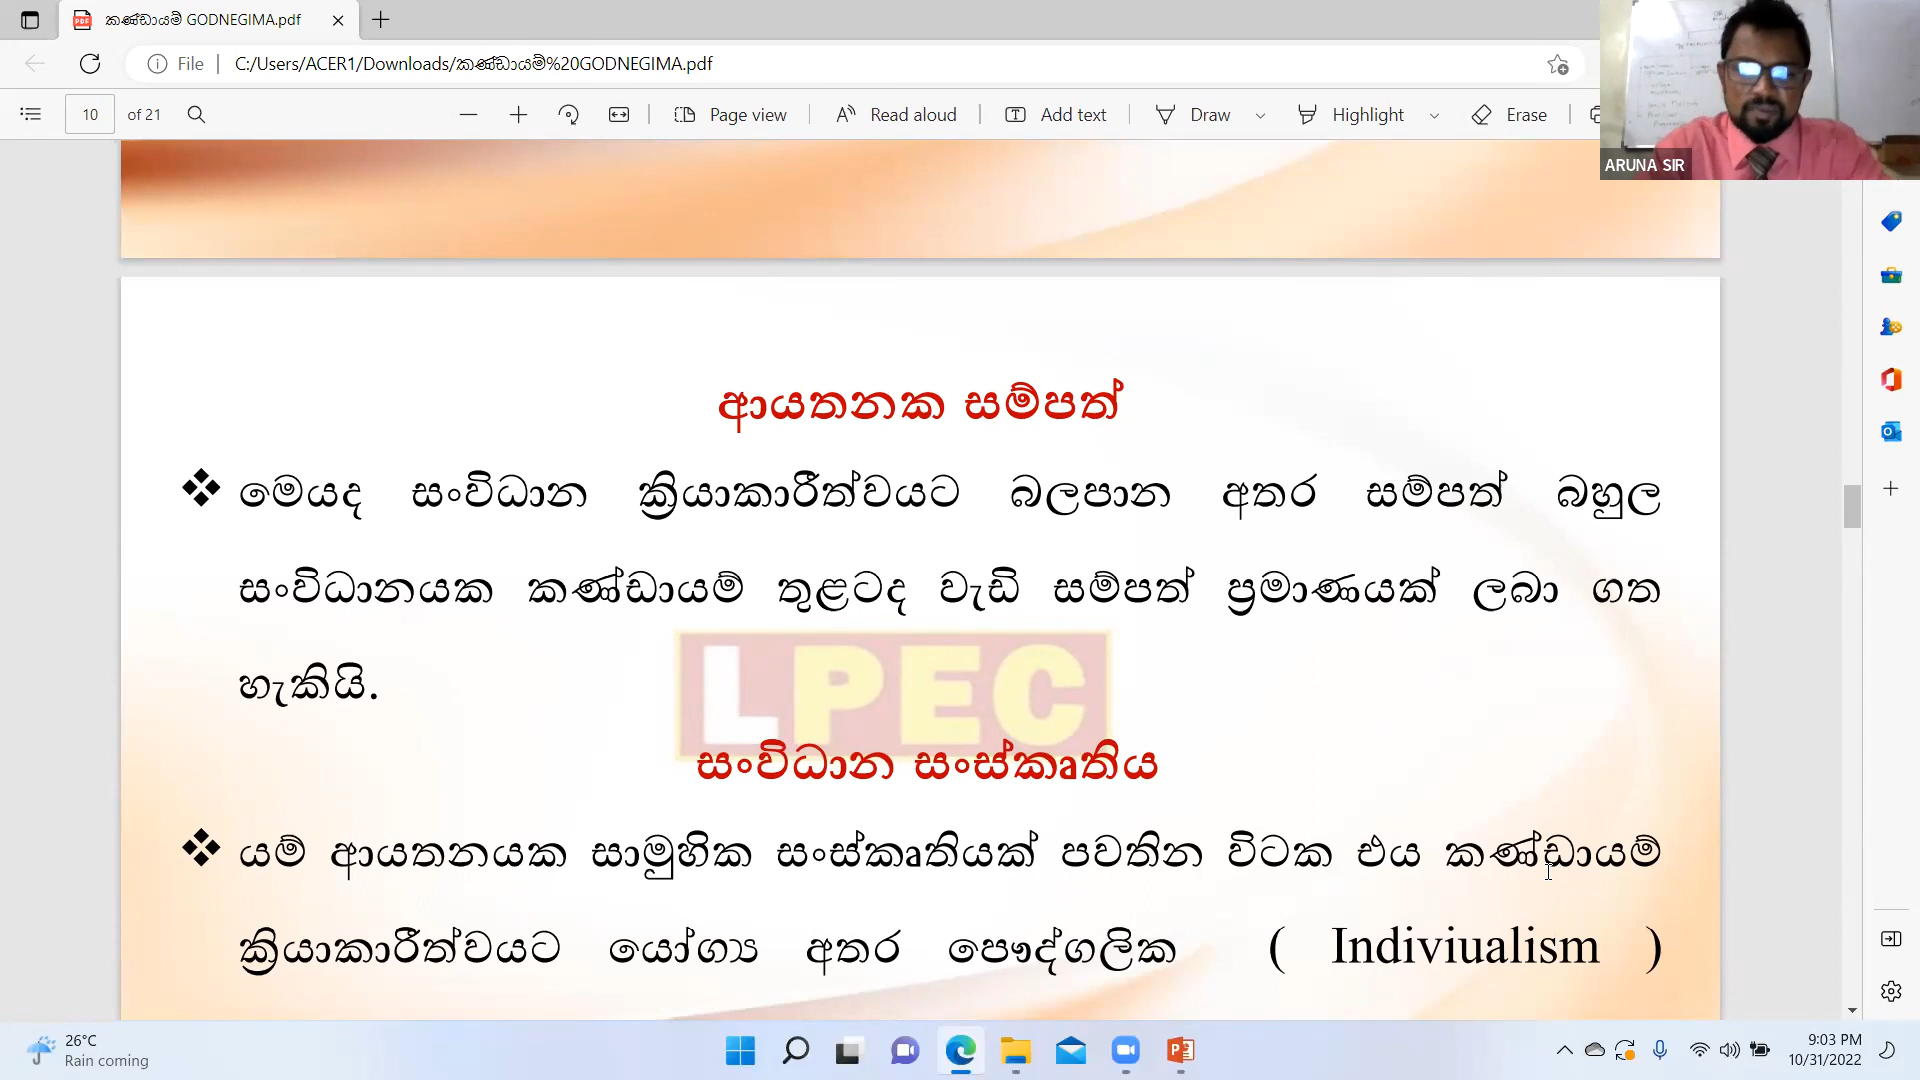 කණ්ඩායම් GODNEGIMA.pdf
File
C:/Users/ACER1/Downloads/කණ්ඩායම්%20GODNEGIMA.pdf
10 of 21
Page view
Read aloud
Add text
Draw
Highlight
Erase
ARUNA SIR
ආයතනක සම්පත්
මෙයද සංවිධාන ක්‍රියාකාරීත්වයට බලපාන අතර සම්පත් බහුල
සංවිධානයක කණ්ඩායම් තුළටද වැඩි සම්පත් ප්‍රමාණයක් ලබා ගත
හැකියි.
LPEC
සංවිධාන සංස්කෘතිය
යම් ආයතනයක සාමුහික සංස්කෘතියක් පවතින විටක එය කණ්ඩායම්
ක්‍රියාකාරීත්වයට යෝග්‍ය අතර පෞද්ගලික ( Indiviualism )
26°C
Rain coming
9:03 PM
10/31/2022